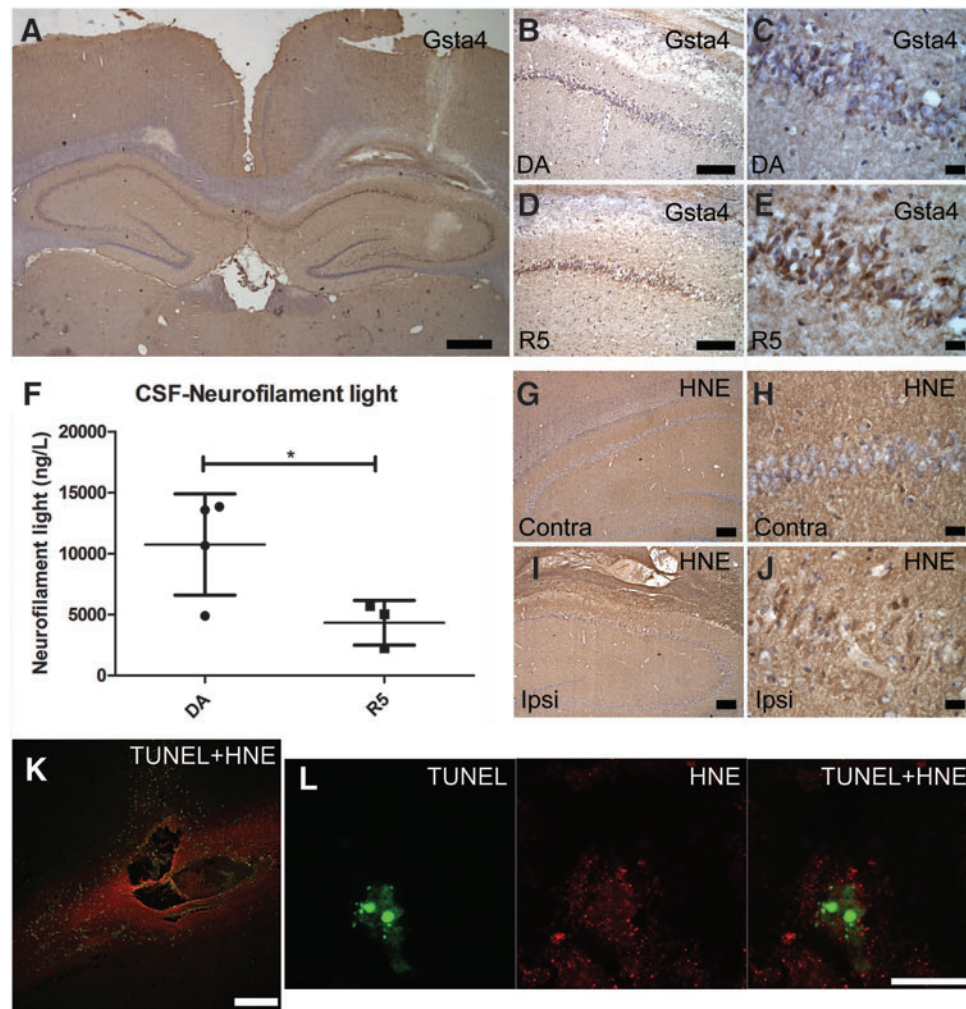 A
Gsta4
B
Gsta4
DA
C
Gsta4
DA
D
Gsta4
R5
E
Gsta4
R5
F
CSF-Neurofilament light
Neurofilament light (ng/L)
20000
15000
10000
5000
0
*
DA
R5
G
HNE
Contra
H
HNE
Contra
I
HNE
Ipsi
J
HNE
Ipsi
K
TUNEL+HNE
L
TUNEL
HNE
TUNEL+HNE